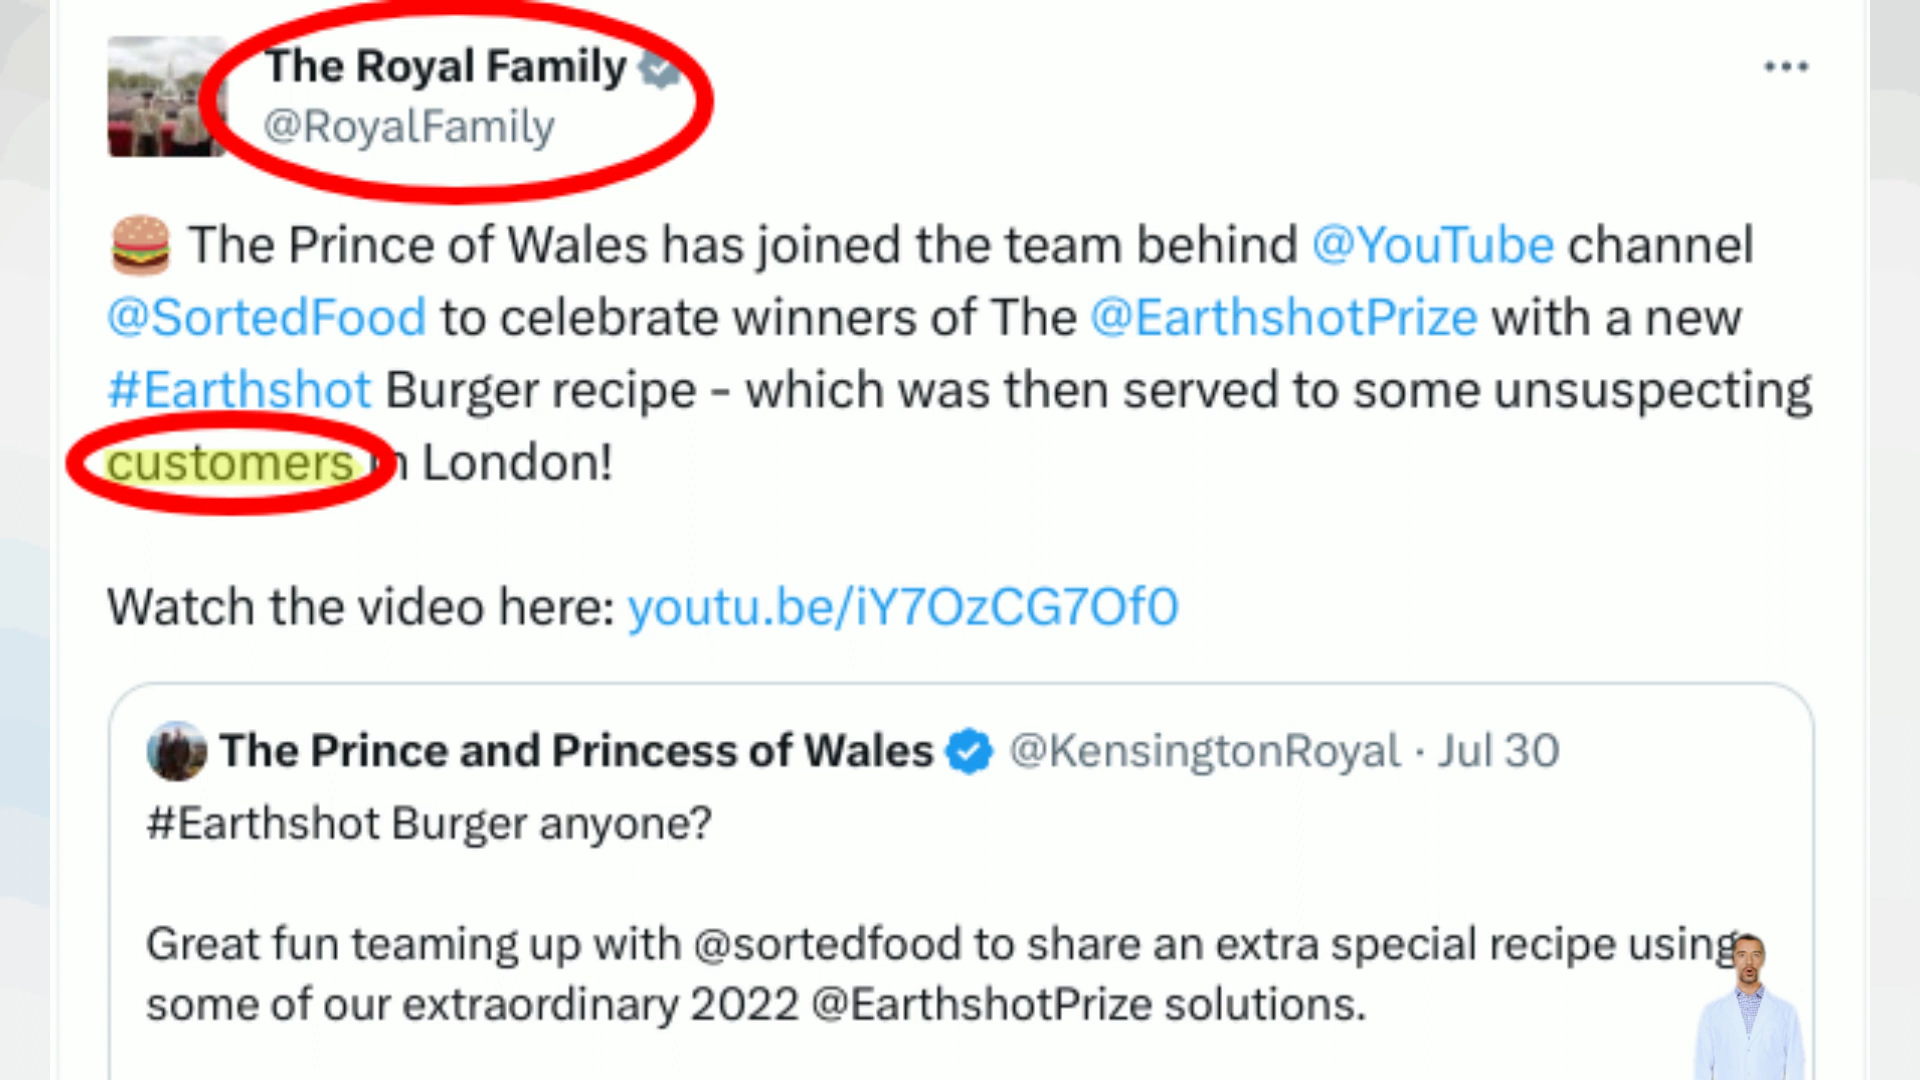 The Royal Family
@RoyalFamily
🍔 The Prince of Wales has joined the team behind @YouTube channel
@SortedFood to celebrate winners of The @EarthshotPrize with a new
#Earthshot Burger recipe - which was then served to some unsuspecting
customers in London!
Watch the video here: youtu.be/iY7OzCG7Of0
The Prince and Princess of Wales @KensingtonRoyal · Jul 30
#Earthshot Burger anyone?
Great fun teaming up with @sortedfood to share an extra special recipe using
some of our extraordinary 2022 @EarthshotPrize solutions.